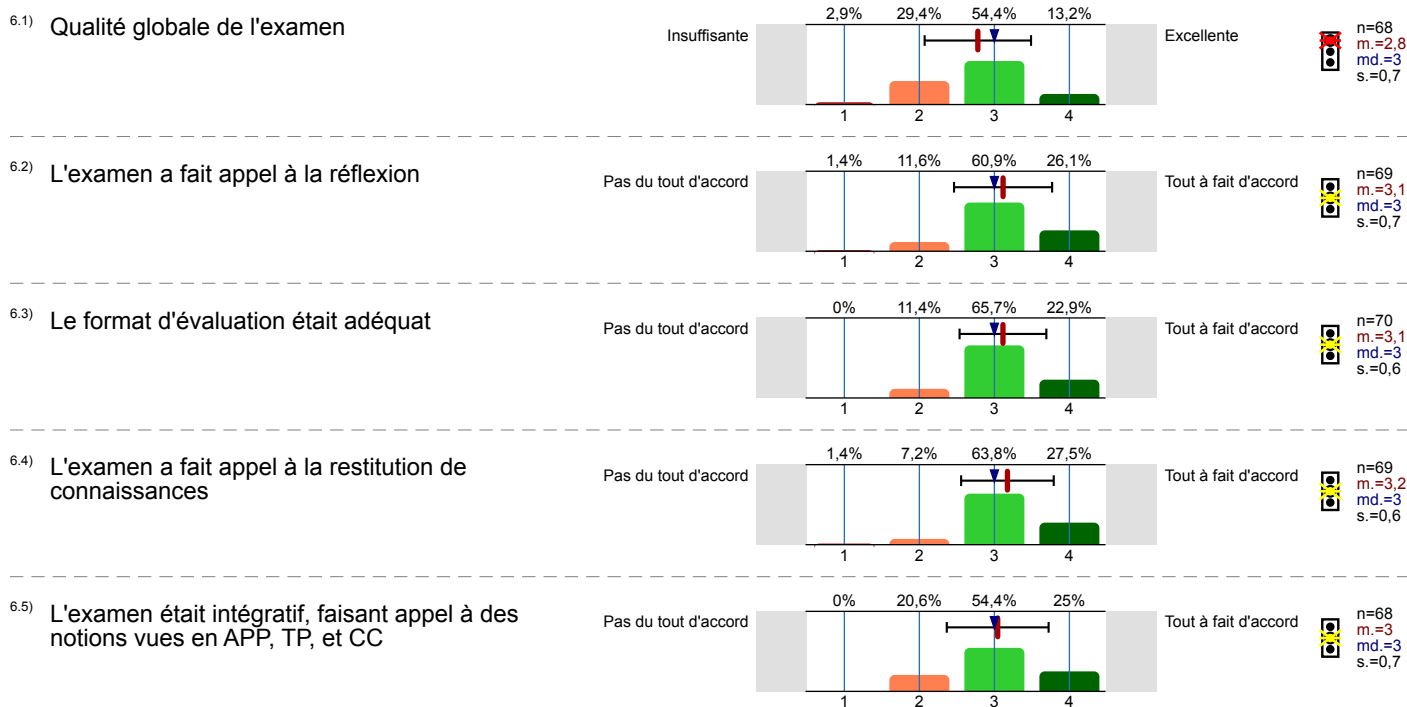 6.1) Qualité globale de l'examen
Insuffisante
2,9% 29,4% 54,4% 13,2%
1 2 3 4
Excellente
n=68
m.=2,8
md.=3
s.=0,7
6.2) L'examen a fait appel à la réflexion
Pas du tout d'accord
1,4% 11,6% 60,9% 26,1%
1 2 3 4
Tout à fait d'accord
n=69
m.=3,1
md.=3
s.=0,7
6.3) Le format d'évaluation était adéquat
Pas du tout d'accord
0% 11,4% 65,7% 22,9%
1 2 3 4
Tout à fait d'accord
n=70
m.=3,1
md.=3
s.=0,6
6.4) L'examen a fait appel à la restitution de
connaissances
Pas du tout d'accord
1,4% 7,2% 63,8% 27,5%
1 2 3 4
Tout à fait d'accord
n=69
m.=3,2
md.=3
s.=0,6
6.5) L'examen était intégratif, faisant appel à des
notions vues en APP, TP, et CC
Pas du tout d'accord
0% 20,6% 54,4% 25%
1 2 3 4
Tout à fait d'accord
n=68
m.=3
md.=3
s.=0,7